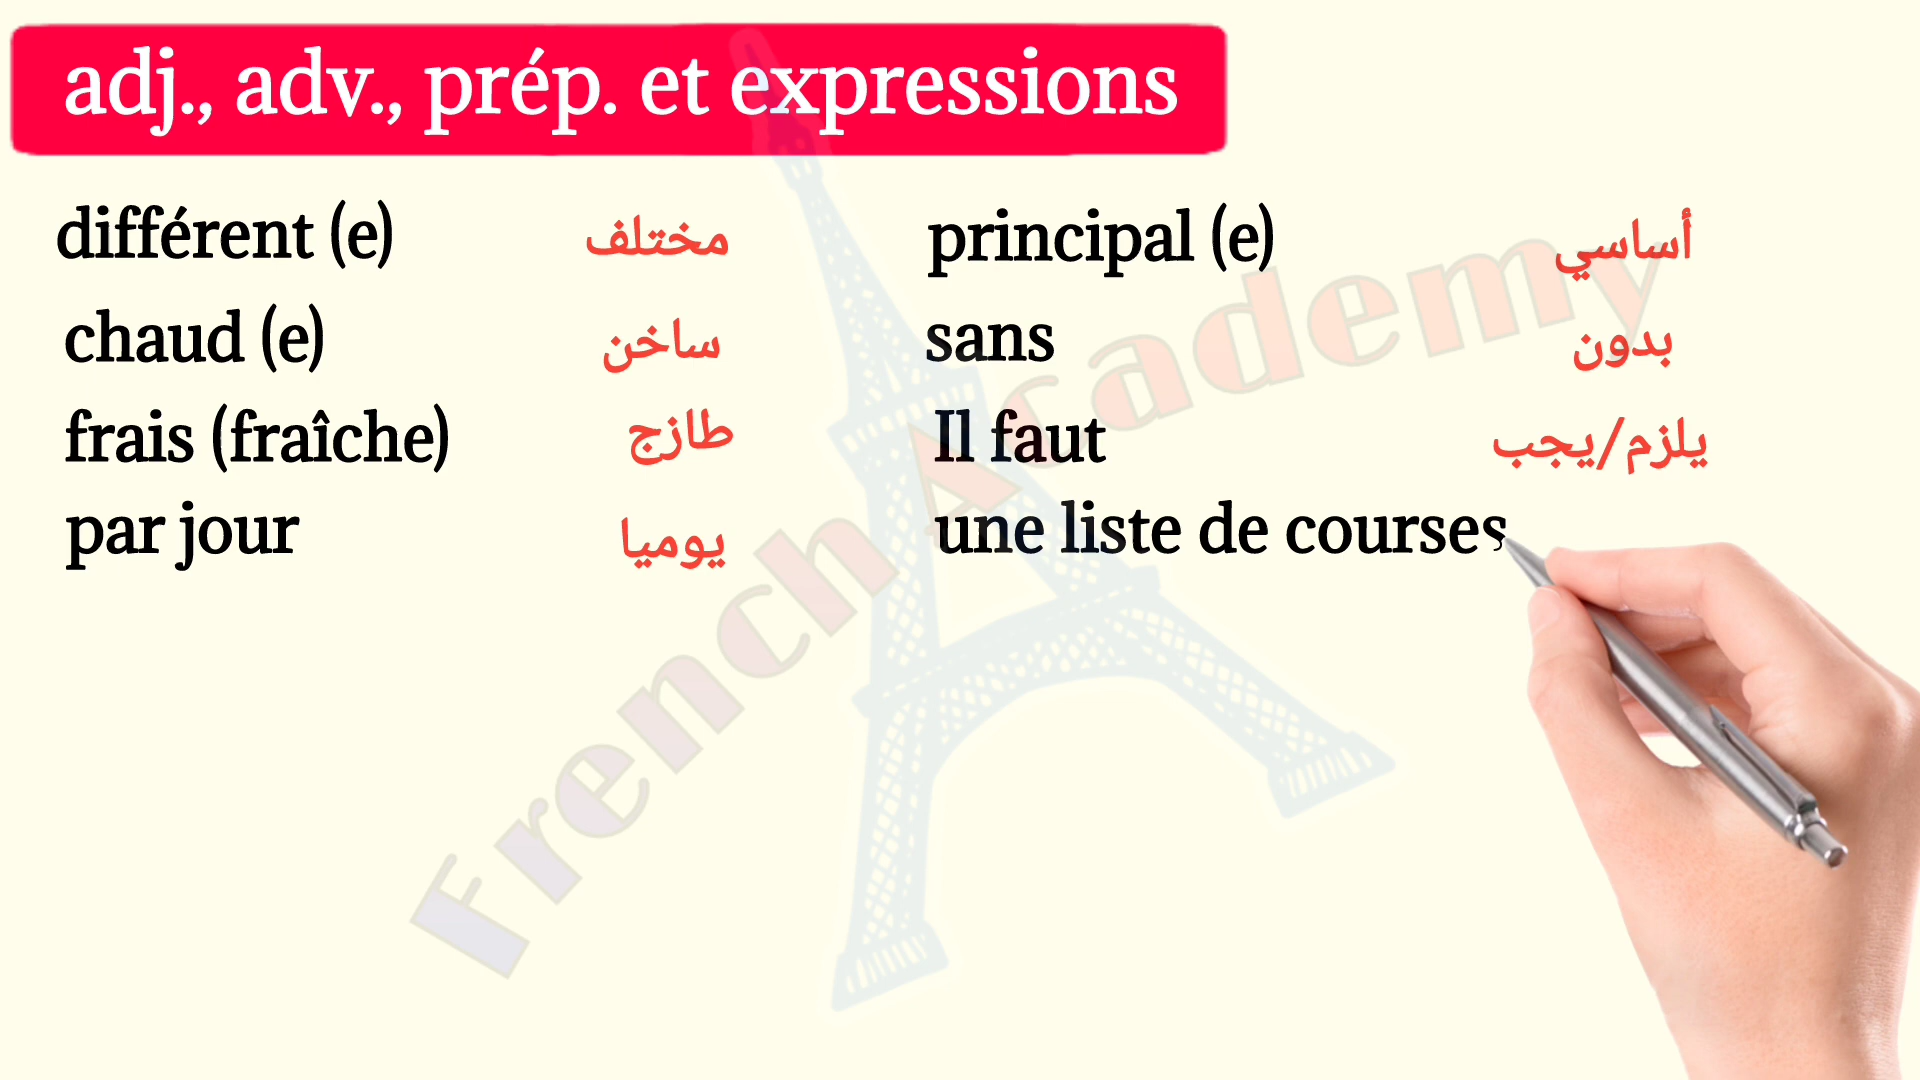 adj., adv., prép. et expressions
différent (e) مختلف
chaud (e) ساخن
frais (fraîche) طازج
par jour يوميا
principal (e) أساسي
sans بدون
Il faut يلزم/يجب
une liste de courses
French Academy